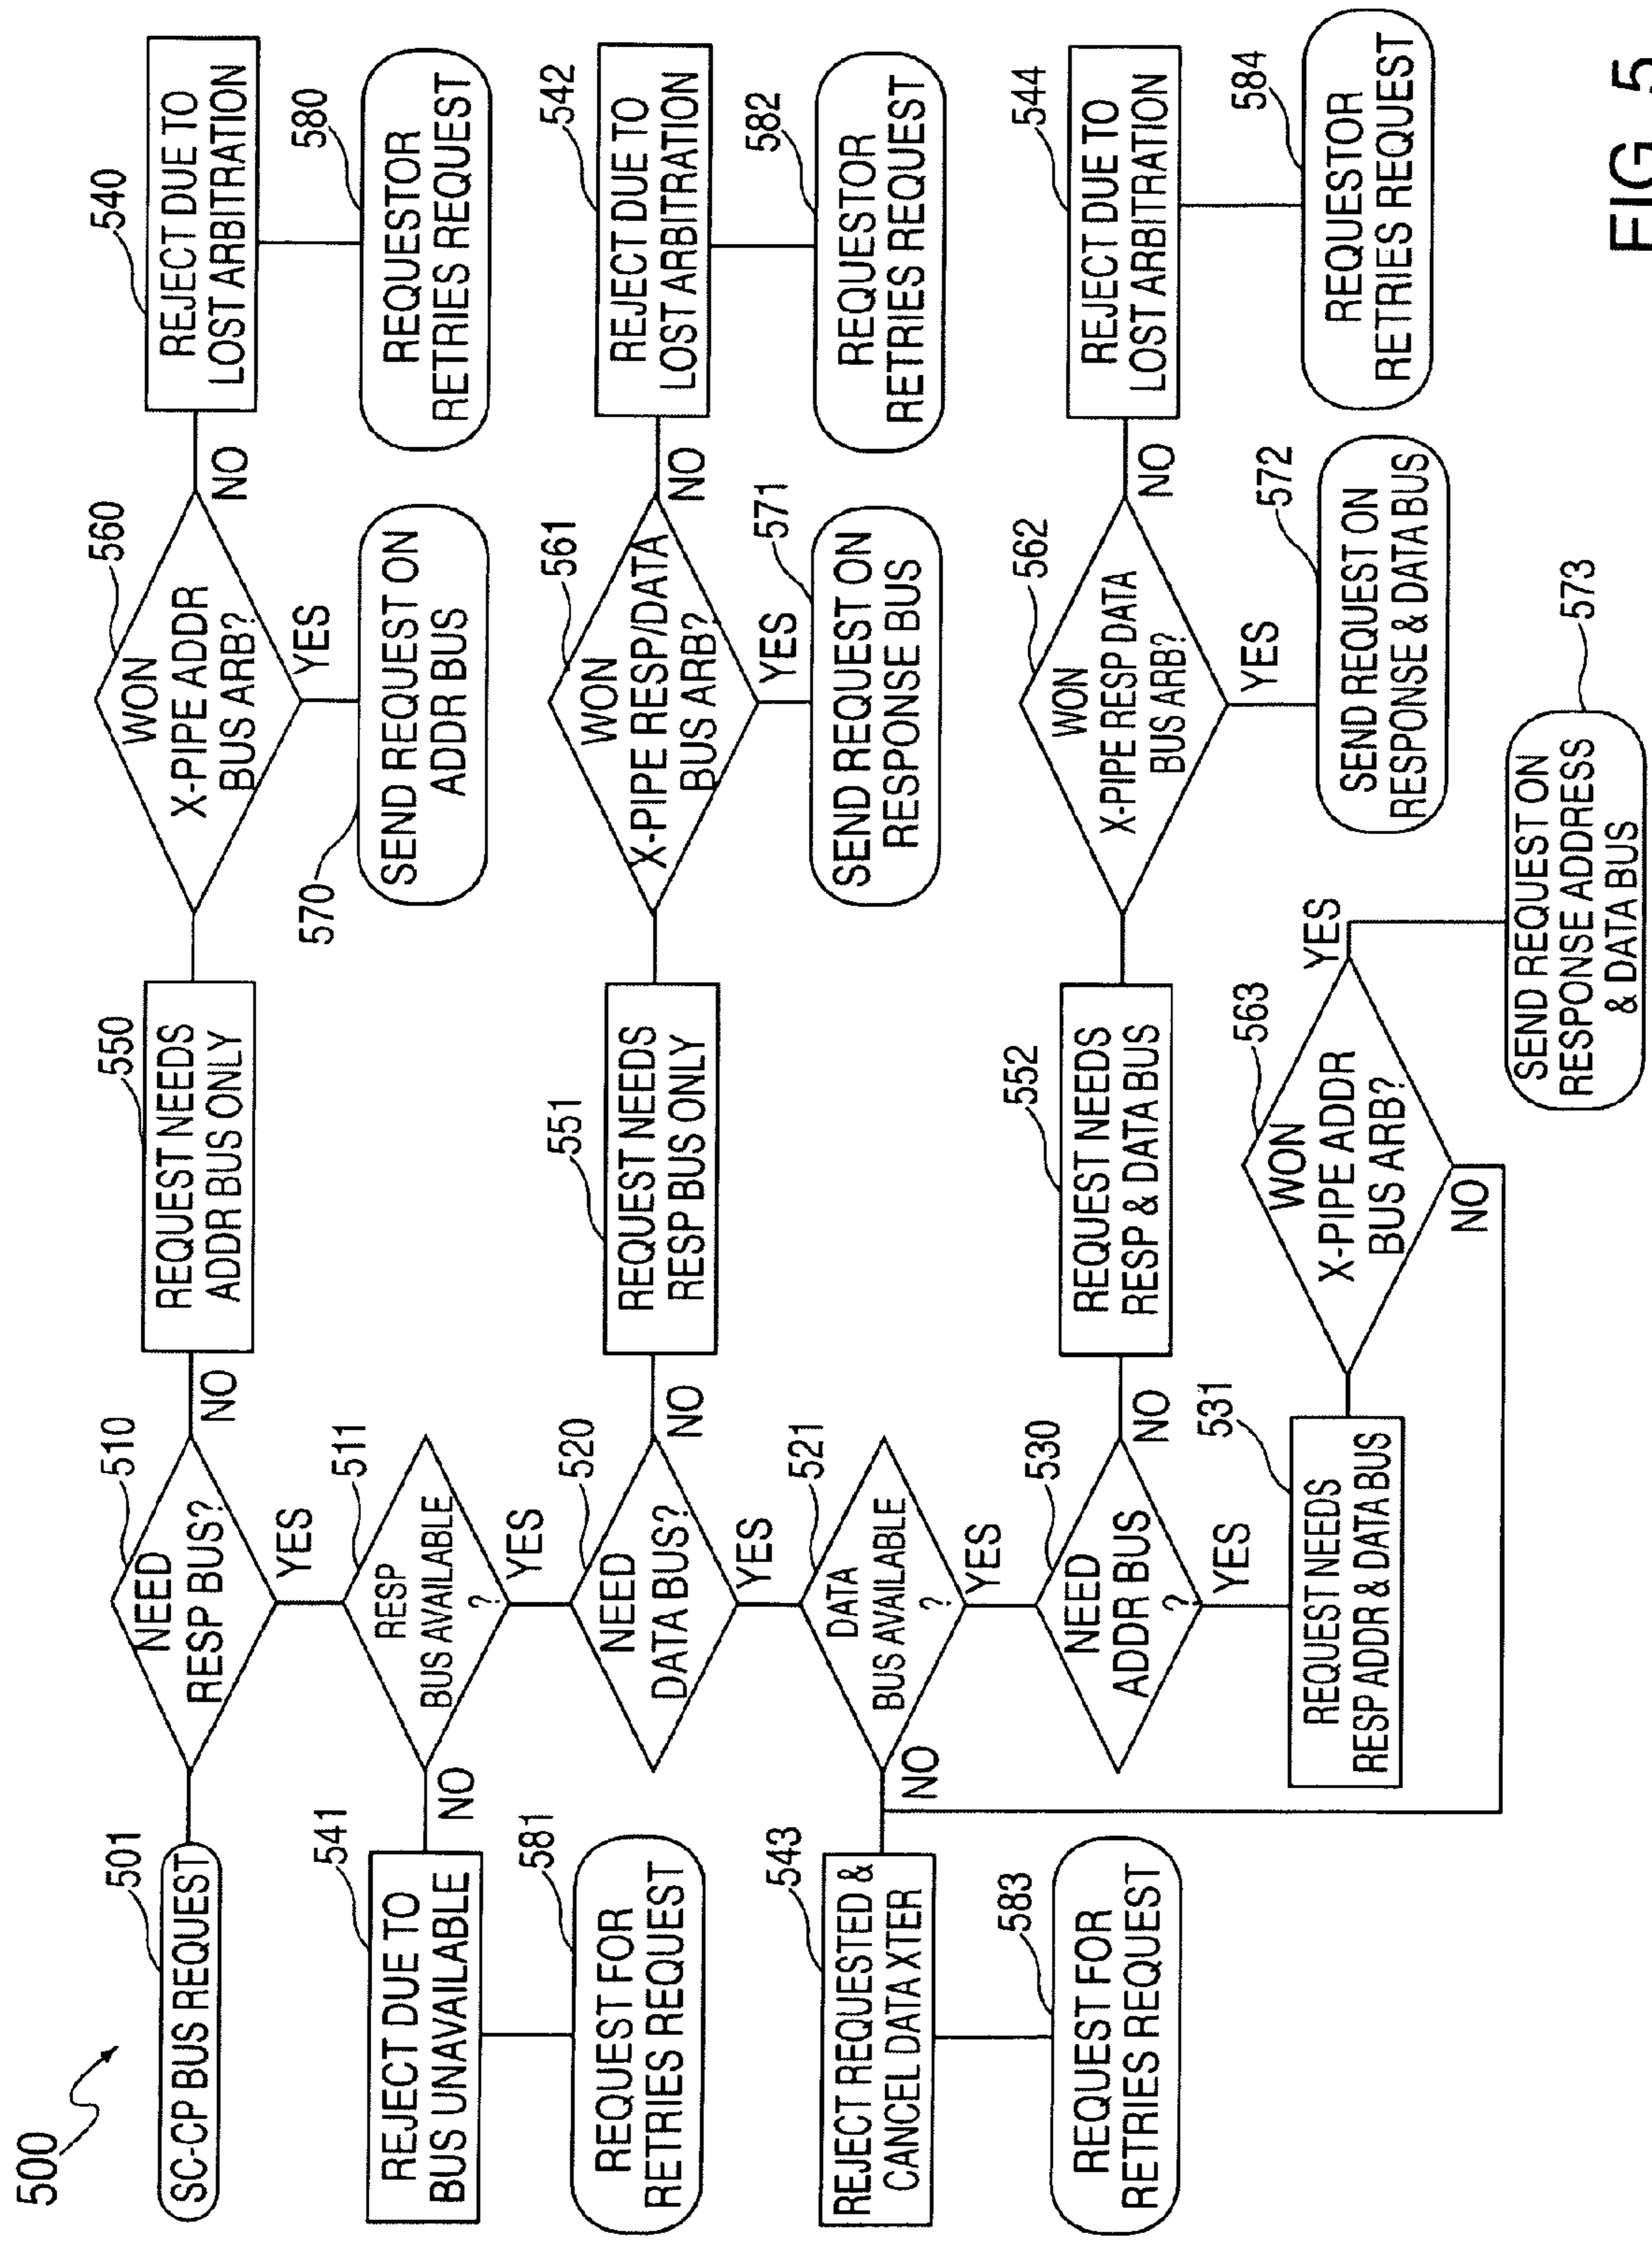 500
501
SC-CP BUS REQUEST
510
NEED
RESP BUS?
NO
YES
550
REQUEST NEEDS
ADDR BUS ONLY
560
WON
X-PIPE ADDR
BUS ARB?
NO
YES
540
REJECT DUE TO
LOST ARBITRATION
580
REQUESTOR
RETRIES REQUEST
570
SEND REQUEST ON
ADDR BUS
511
RESP
BUS AVAILABLE
?
NO
YES
541
REJECT DUE TO
BUS UNAVAILABLE
581
REQUEST FOR
RETRIES REQUEST
520
NEED
DATA BUS?
NO
YES
551
REQUEST NEEDS
RESP BUS ONLY
561
WON
X-PIPE RESP/DATA
BUS ARB?
NO
YES
542
REJECT DUE TO
LOST ARBITRATION
582
REQUESTOR
RETRIES REQUEST
571
SEND REQUEST ON
RESPONSE BUS
521
DATA
BUS AVAILABLE
?
NO
YES
543
REJECT REQUESTED &
CANCEL DATA XTER
583
REQUEST FOR
RETRIES REQUEST
530
NEED
ADDR BUS
?
NO
YES
552
REQUEST NEEDS
RESP & DATA BUS
562
WON
X-PIPE RESP DATA
BUS ARB?
NO
YES
544
REJECT DUE TO
LOST ARBITRATION
584
REQUESTOR
RETRIES REQUEST
572
SEND REQUEST ON
RESPONSE & DATA BUS
531
REQUEST NEEDS
RESP ADDR & DATA BUS
563
WON
X-PIPE ADDR
BUS ARB?
YES
NO
573
SEND REQUEST ON
RESPONSE ADDRESS
& DATA BUS
FIG. 5